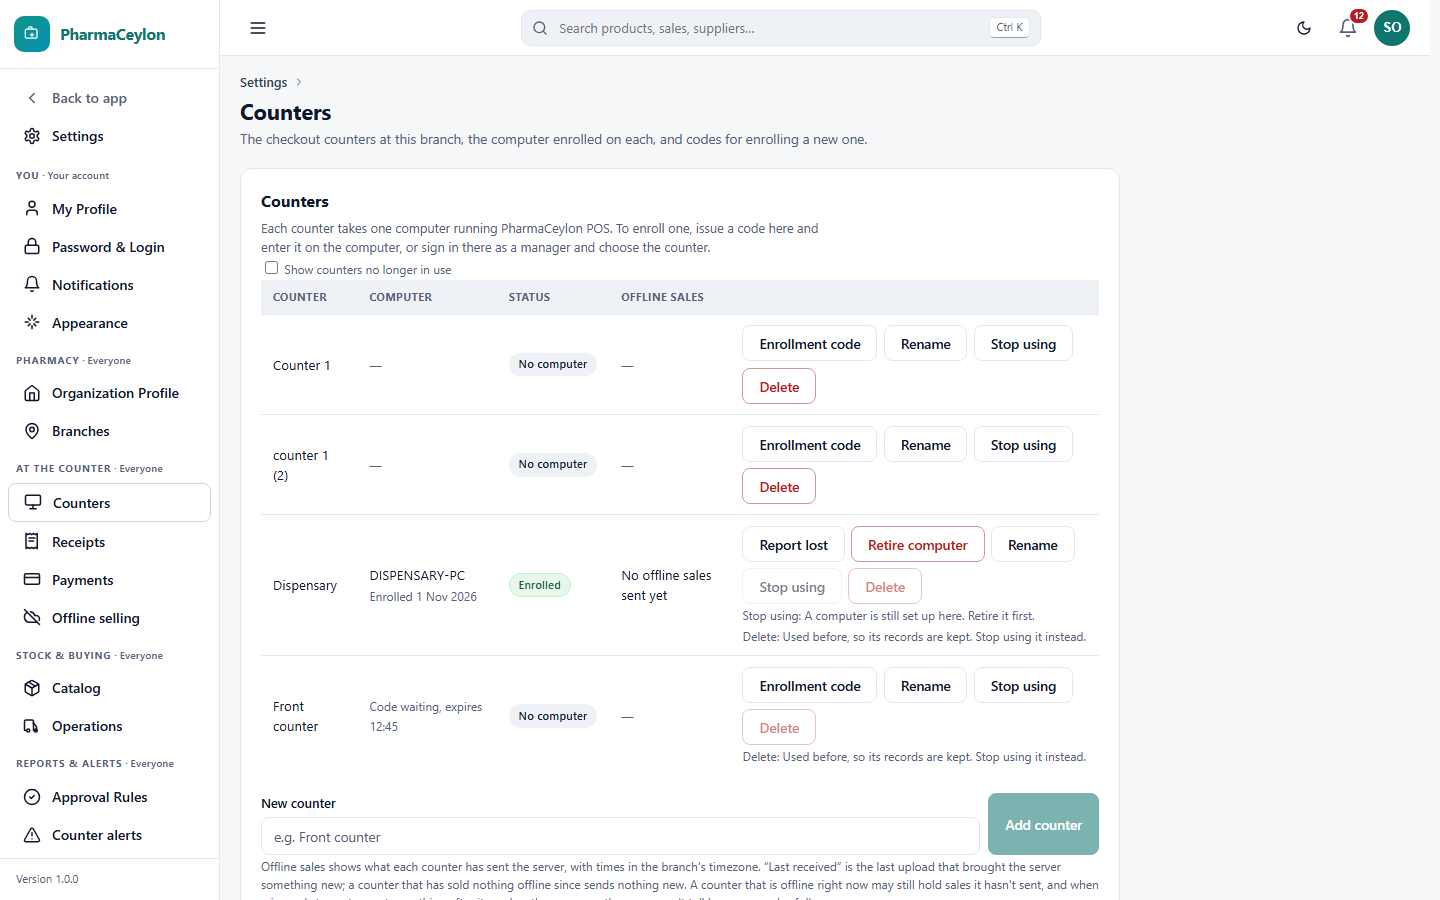 PharmaCeylon
Search products, sales, suppliers...
Ctrl K
12
SO
Back to app
Settings
YOU · Your account
My Profile
Password & Login
Notifications
Appearance
PHARMACY · Everyone
Organization Profile
Branches
AT THE COUNTER · Everyone
Counters
Receipts
Payments
Offline selling
STOCK & BUYING · Everyone
Catalog
Operations
REPORTS & ALERTS · Everyone
Approval Rules
Counter alerts
Version 1.0.0
Settings
Counters
The checkout counters at this branch, the computer enrolled on each, and codes for enrolling a new one.
Counters
Each counter takes one computer running PharmaCeylon POS. To enroll one, issue a code here and
enter it on the computer, or sign in there as a manager and choose the counter.
Show counters no longer in use
COUNTER COMPUTER STATUS OFFLINE SALES
Counter 1 — No computer — Enrollment code Rename Stop using
Delete
counter 1
(2)
— No computer — Enrollment code Rename Stop using
Delete
Dispensary
DISPENSARY-PC
Enrolled 1 Nov 2026
Enrolled
No offline sales
sent yet
Report lost Retire computer Rename
Stop using Delete
Stop using: A computer is still set up here. Retire it first.
Delete: Used before, so its records are kept. Stop using it instead.
Front
counter
Code waiting, expires
12:45
No computer — Enrollment code Rename Stop using
Delete
Delete: Used before, so its records are kept. Stop using it instead.
New counter
e.g. Front counter
Add counter
Offline sales shows what each counter has sent the server, with times in the branch's timezone. “Last received” is the last upload that brought the server
something new; a counter that has sold nothing offline since sends nothing new. A counter that is offline right now may still hold sales it hasn't sent, and when